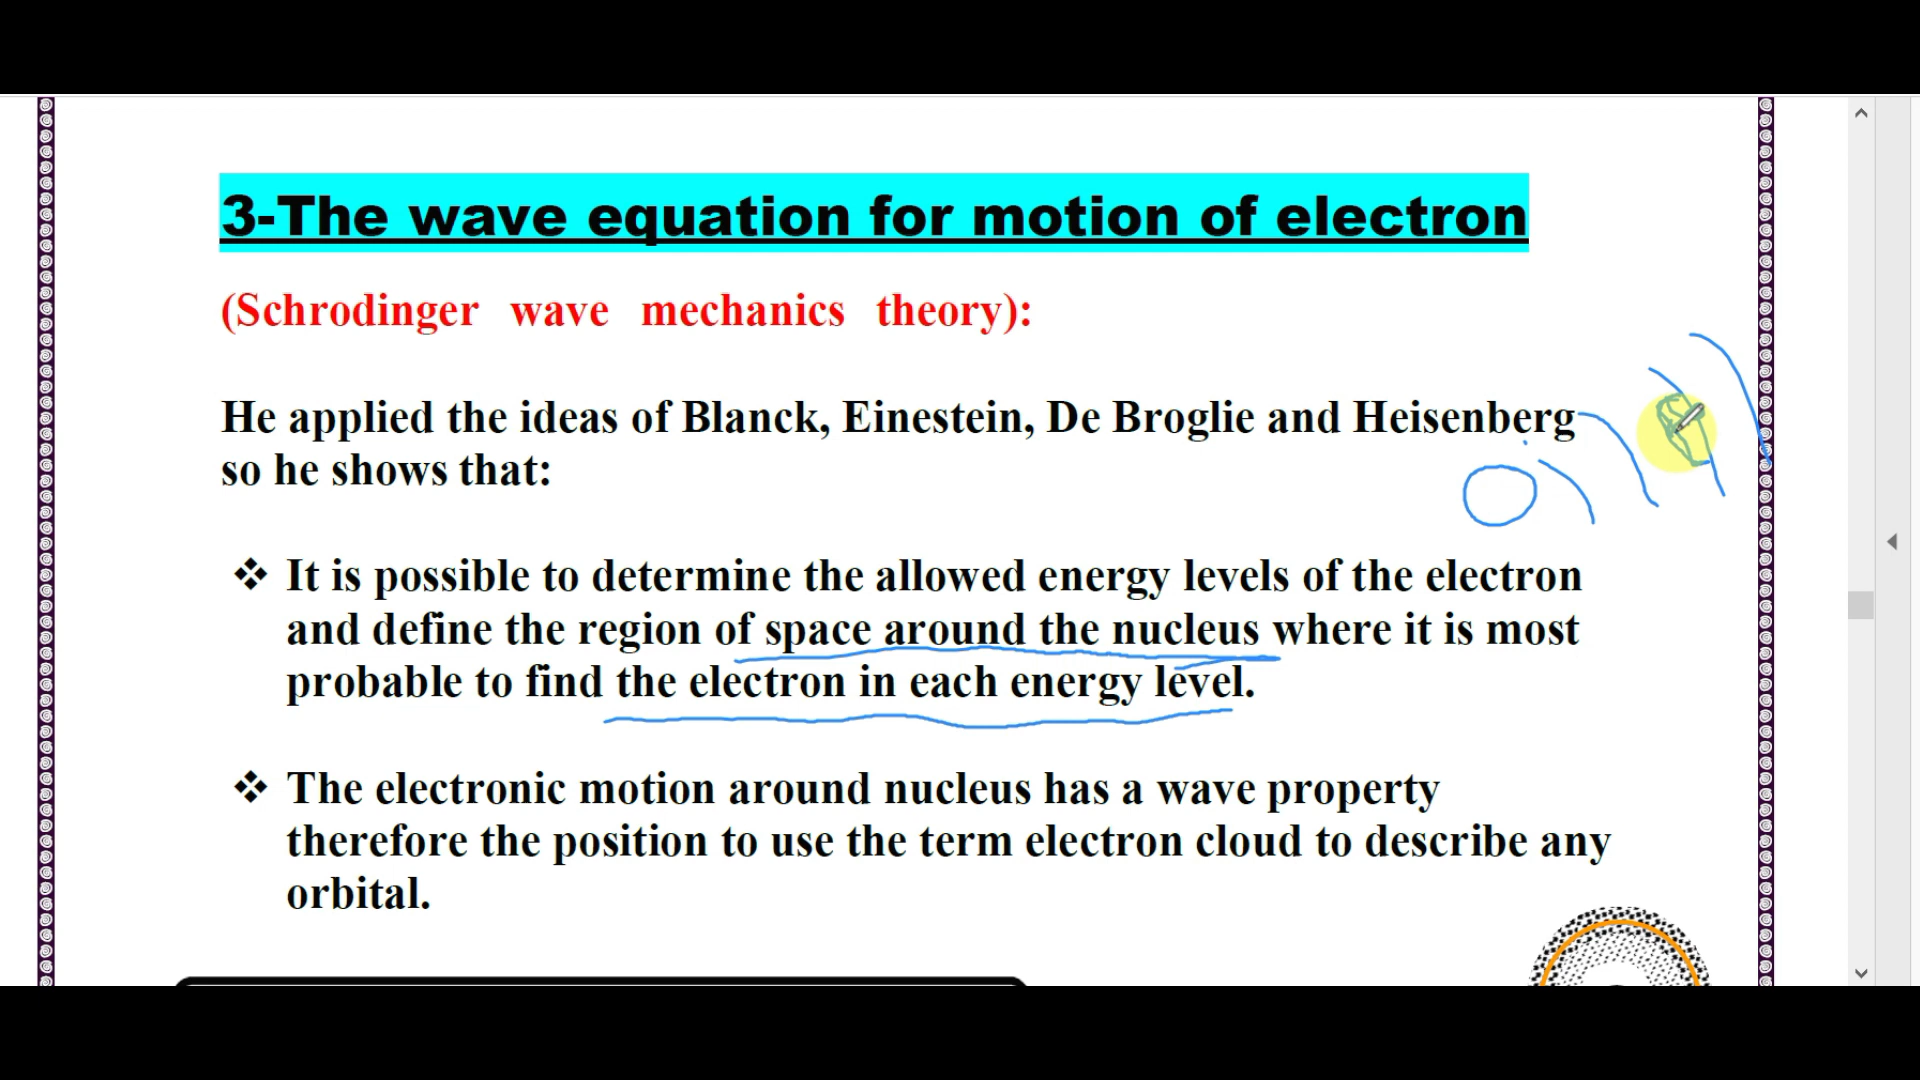 3-The wave equation for motion of electron
(Schrodinger wave mechanics theory):
He applied the ideas of Blanck, Einestein, De Broglie and Heisenberg
so he shows that:
❖ It is possible to determine the allowed energy levels of the electron
and define the region of space around the nucleus where it is most
probable to find the electron in each energy level.
❖ The electronic motion around nucleus has a wave property
therefore the position to use the term electron cloud to describe any
orbital.